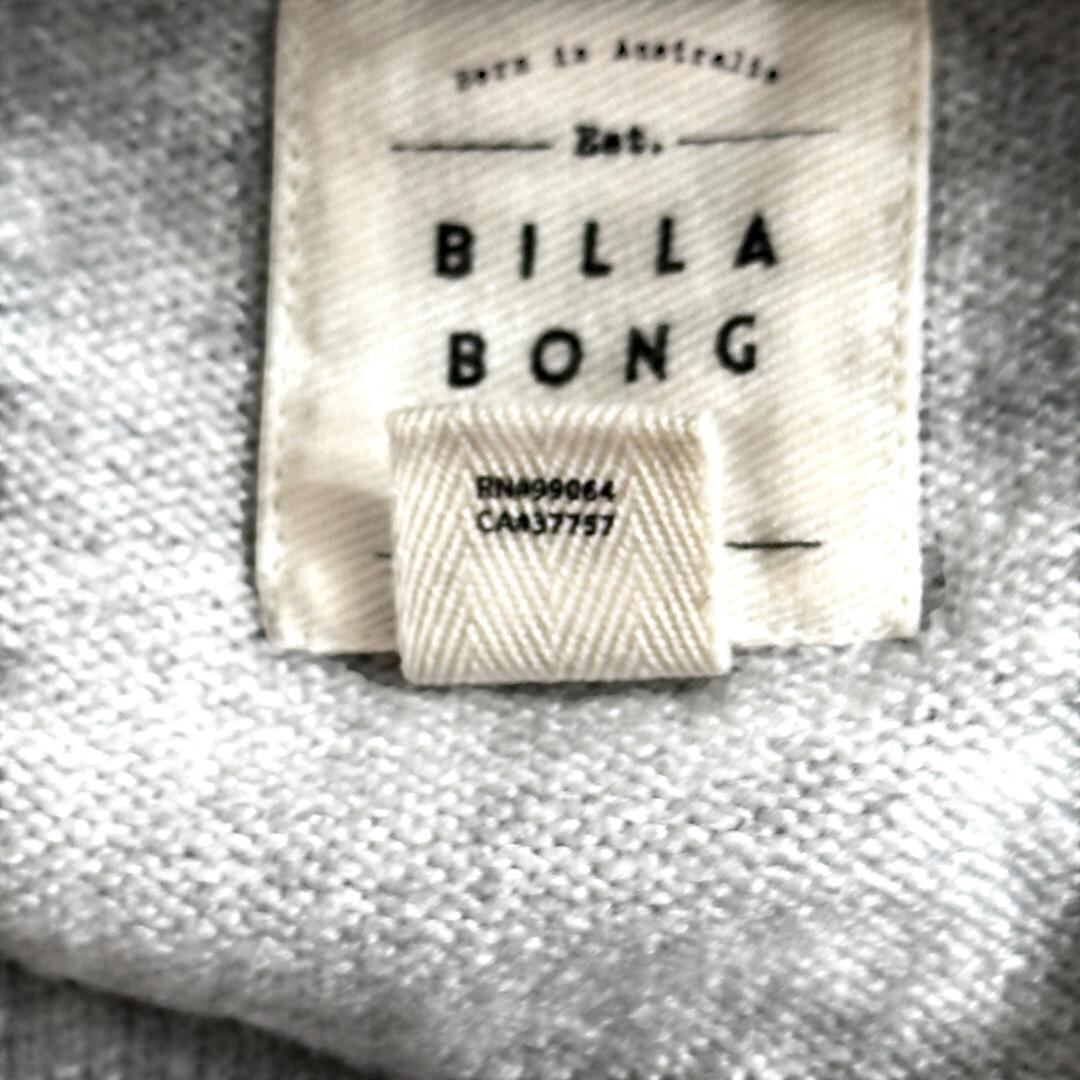 Born in Australia
Est.
BILLA
BONG
RN#99064
CA#37757